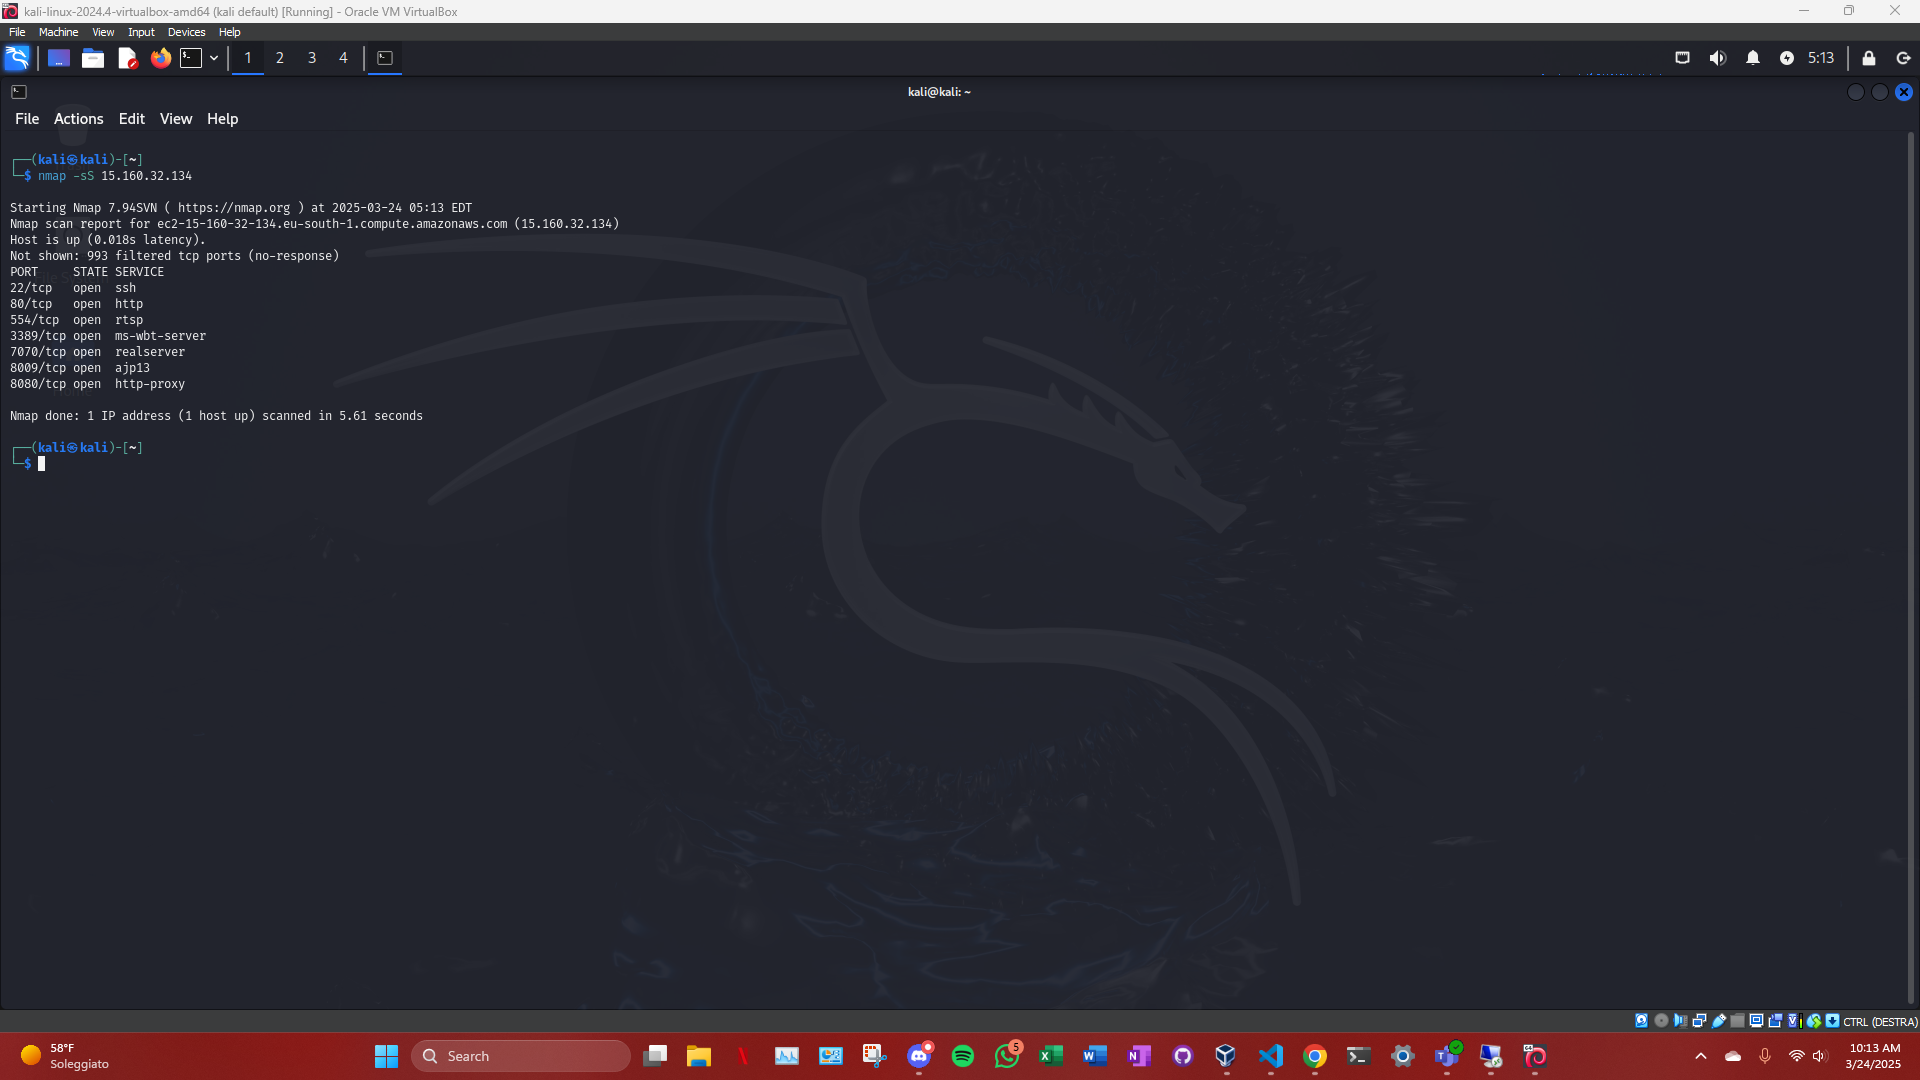 kali-linux-2024.4-virtualbox-amd64 (kali default) [Running] - Oracle VM VirtualBox
File Machine View Input Devices Help
1 2 3 4
5:13
kali@kali: ~
File Actions Edit View Help
┌──(kali㉿kali)-[~]
└─$ nmap -sS 15.160.32.134
Starting Nmap 7.94SVN ( https://nmap.org ) at 2025-03-24 05:13 EDT
Nmap scan report for ec2-15-160-32-134.eu-south-1.compute.amazonaws.com (15.160.32.134)
Host is up (0.018s latency).
Not shown: 993 filtered tcp ports (no-response)
PORT     STATE SERVICE
22/tcp   open  ssh
80/tcp   open  http
554/tcp  open  rtsp
3389/tcp open  ms-wbt-server
7070/tcp open  realserver
8009/tcp open  ajp13
8080/tcp open  http-proxy
Nmap done: 1 IP address (1 host up) scanned in 5.61 seconds
┌──(kali㉿kali)-[~]
└─$
CTRL (DESTRA)
58°F
Soleggiato
Search
5
10:13 AM
3/24/2025